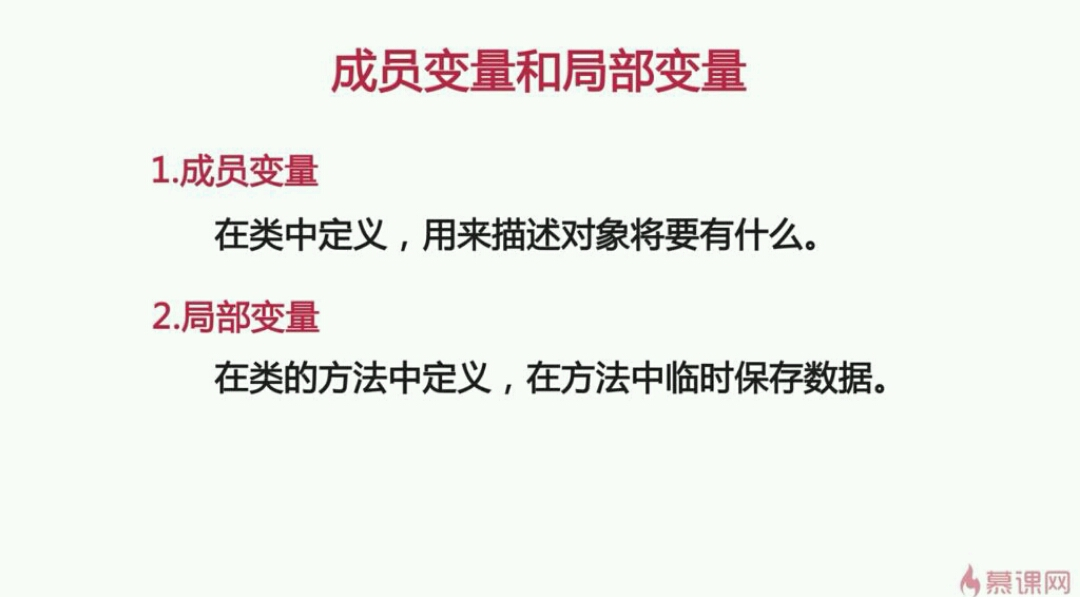 成员变量和局部变量
1.成员变量
在类中定义，用来描述对象将要有什么。
2.局部变量
在类的方法中定义，在方法中临时保存数据。
慕课网